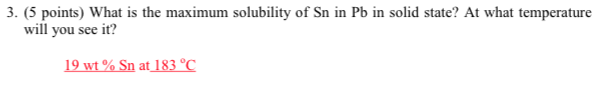 3. (5 points) What is the maximum solubility of Sn in Pb in solid state? At what temperature
will you see it?
19 wt % Sn at 183 °C